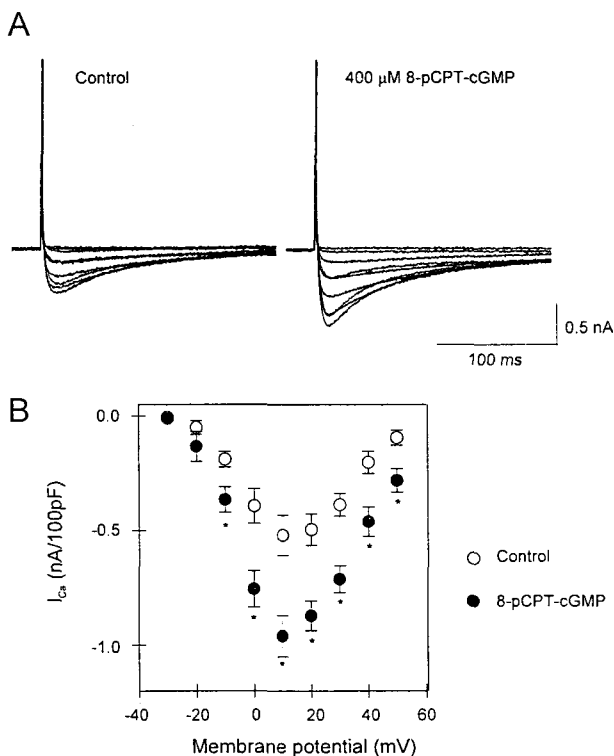 A
Control
400 μM 8-pCPT-cGMP
0.5 nA
100 ms
B
0.0
-0.5
-1.0
I_Ca (nA/100pF)
Control
8-pCPT-cGMP
-40 -20 0 20 40 60
Membrane potential (mV)